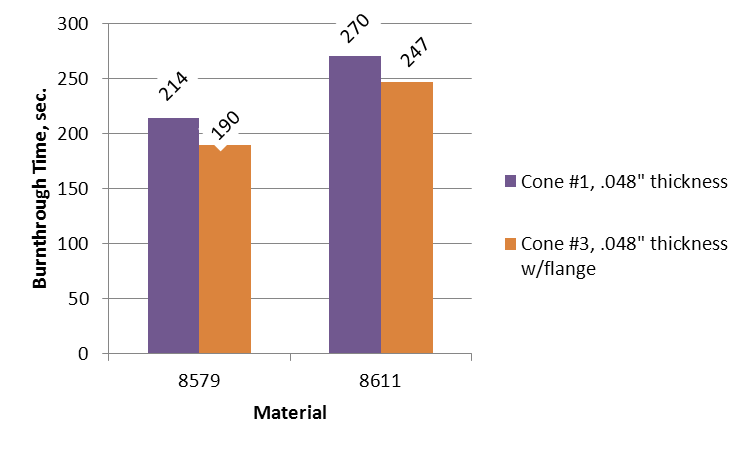 300
250
200
150
100
50
0
Burnthrough Time, sec.
214
190
270
247
8579
8611
Material
Cone #1, .048" thickness
Cone #3, .048" thickness
w/flange